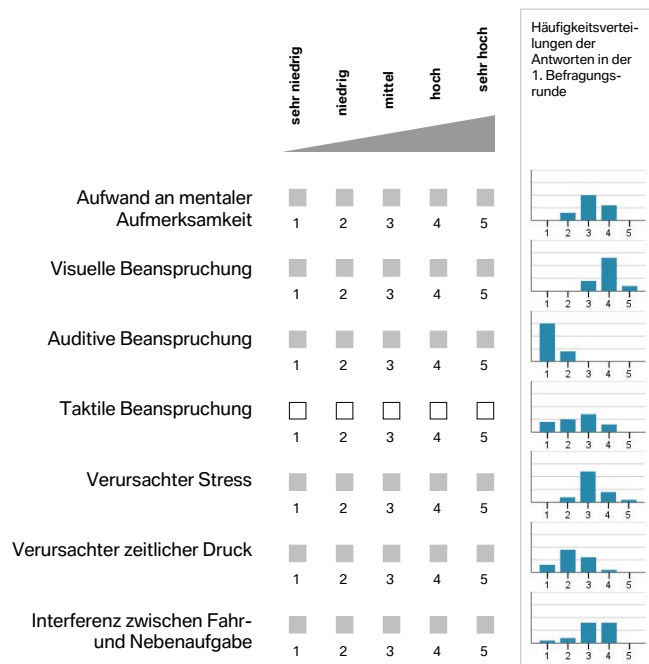 sehr niedrig
niedrig
mittel
hoch
sehr hoch
Häufigkeitsvertei-
lungen der
Antworten in der
1. Befragungs-
runde
Aufwand an mentaler
Aufmerksamkeit
1 2 3 4 5
1 2 3 4 5
Visuelle Beanspruchung
1 2 3 4 5
1 2 3 4 5
Auditive Beanspruchung
1 2 3 4 5
1 2 3 4 5
Taktile Beanspruchung
1 2 3 4 5
1 2 3 4 5
Verursachter Stress
1 2 3 4 5
1 2 3 4 5
Verursachter zeitlicher Druck
1 2 3 4 5
1 2 3 4 5
Interferenz zwischen Fahr-
und Nebenaufgabe
1 2 3 4 5
1 2 3 4 5